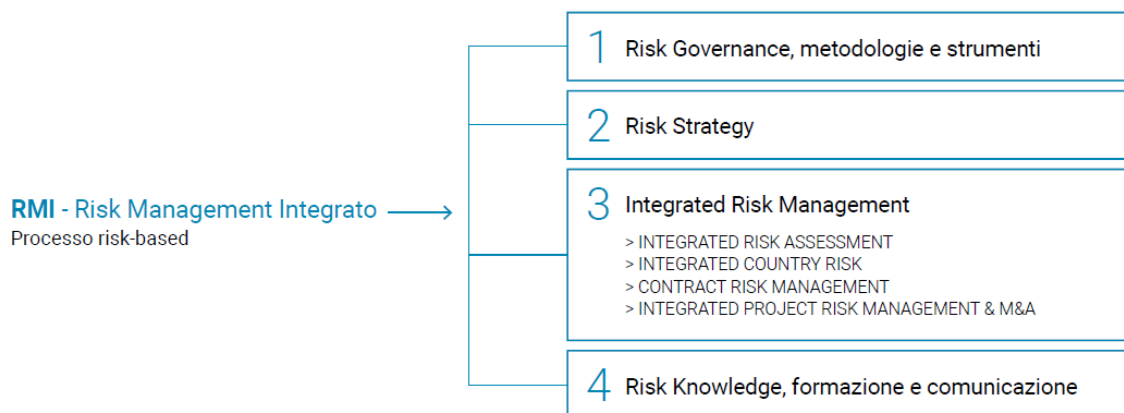 1 Risk Governance, metodologie e strumenti
2 Risk Strategy
RMI - Risk Management Integrato
Processo risk-based
3 Integrated Risk Management
> INTEGRATED RISK ASSESSMENT
> INTEGRATED COUNTRY RISK
> CONTRACT RISK MANAGEMENT
> INTEGRATED PROJECT RISK MANAGEMENT & M&A
4 Risk Knowledge, formazione e comunicazione